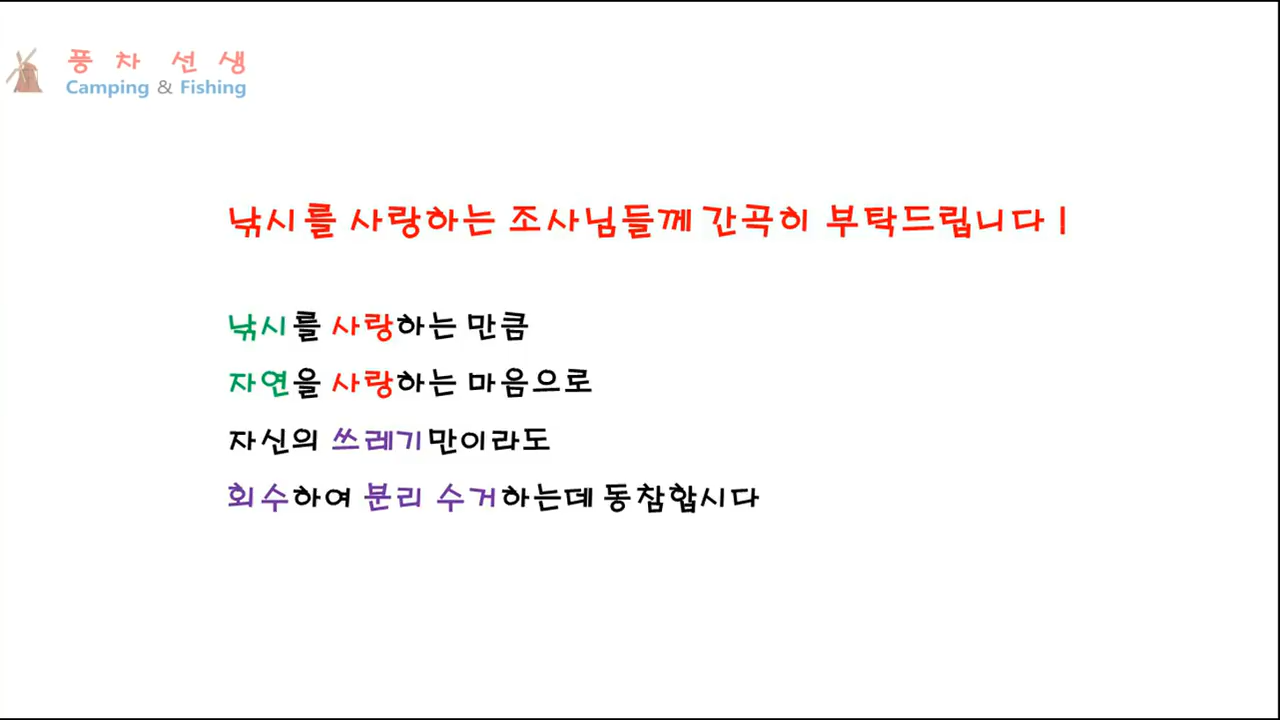 풍차 선생
Camping & Fishing
낚시를 사랑하는 조사님들께 간곡히 부탁드립니다 |
낚시를 사랑하는 만큼
자연을 사랑하는 마음으로
자신의 쓰레기만이라도
회수하여 분리 수거하는데 동참합시다